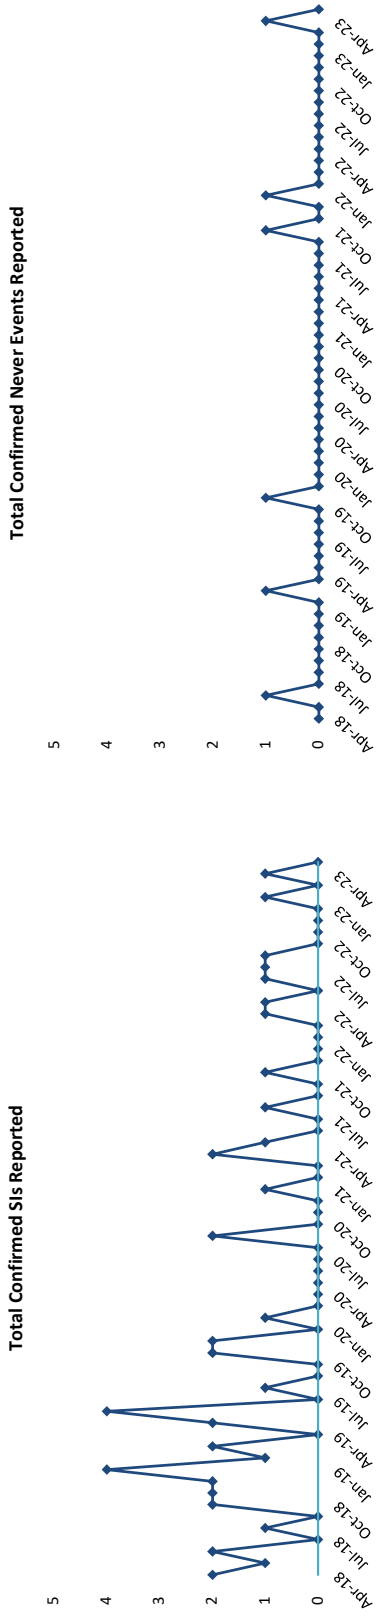 Total Confirmed SIs Reported
5
4
3
2
1
0
Apr-18
Jul-18
Oct-18
Jan-19
Apr-19
Jul-19
Oct-19
Jan-20
Apr-20
Jul-20
Oct-20
Jan-21
Apr-21
Jul-21
Oct-21
Jan-22
Apr-22
Jul-22
Oct-22
Jan-23
Apr-23
Total Confirmed Never Events Reported
5
4
3
2
1
0
Apr-18
Jul-18
Oct-18
Jan-19
Apr-19
Jul-19
Oct-19
Jan-20
Apr-20
Jul-20
Oct-20
Jan-21
Apr-21
Jul-21
Oct-21
Jan-22
Apr-22
Jul-22
Oct-22
Jan-23
Apr-23